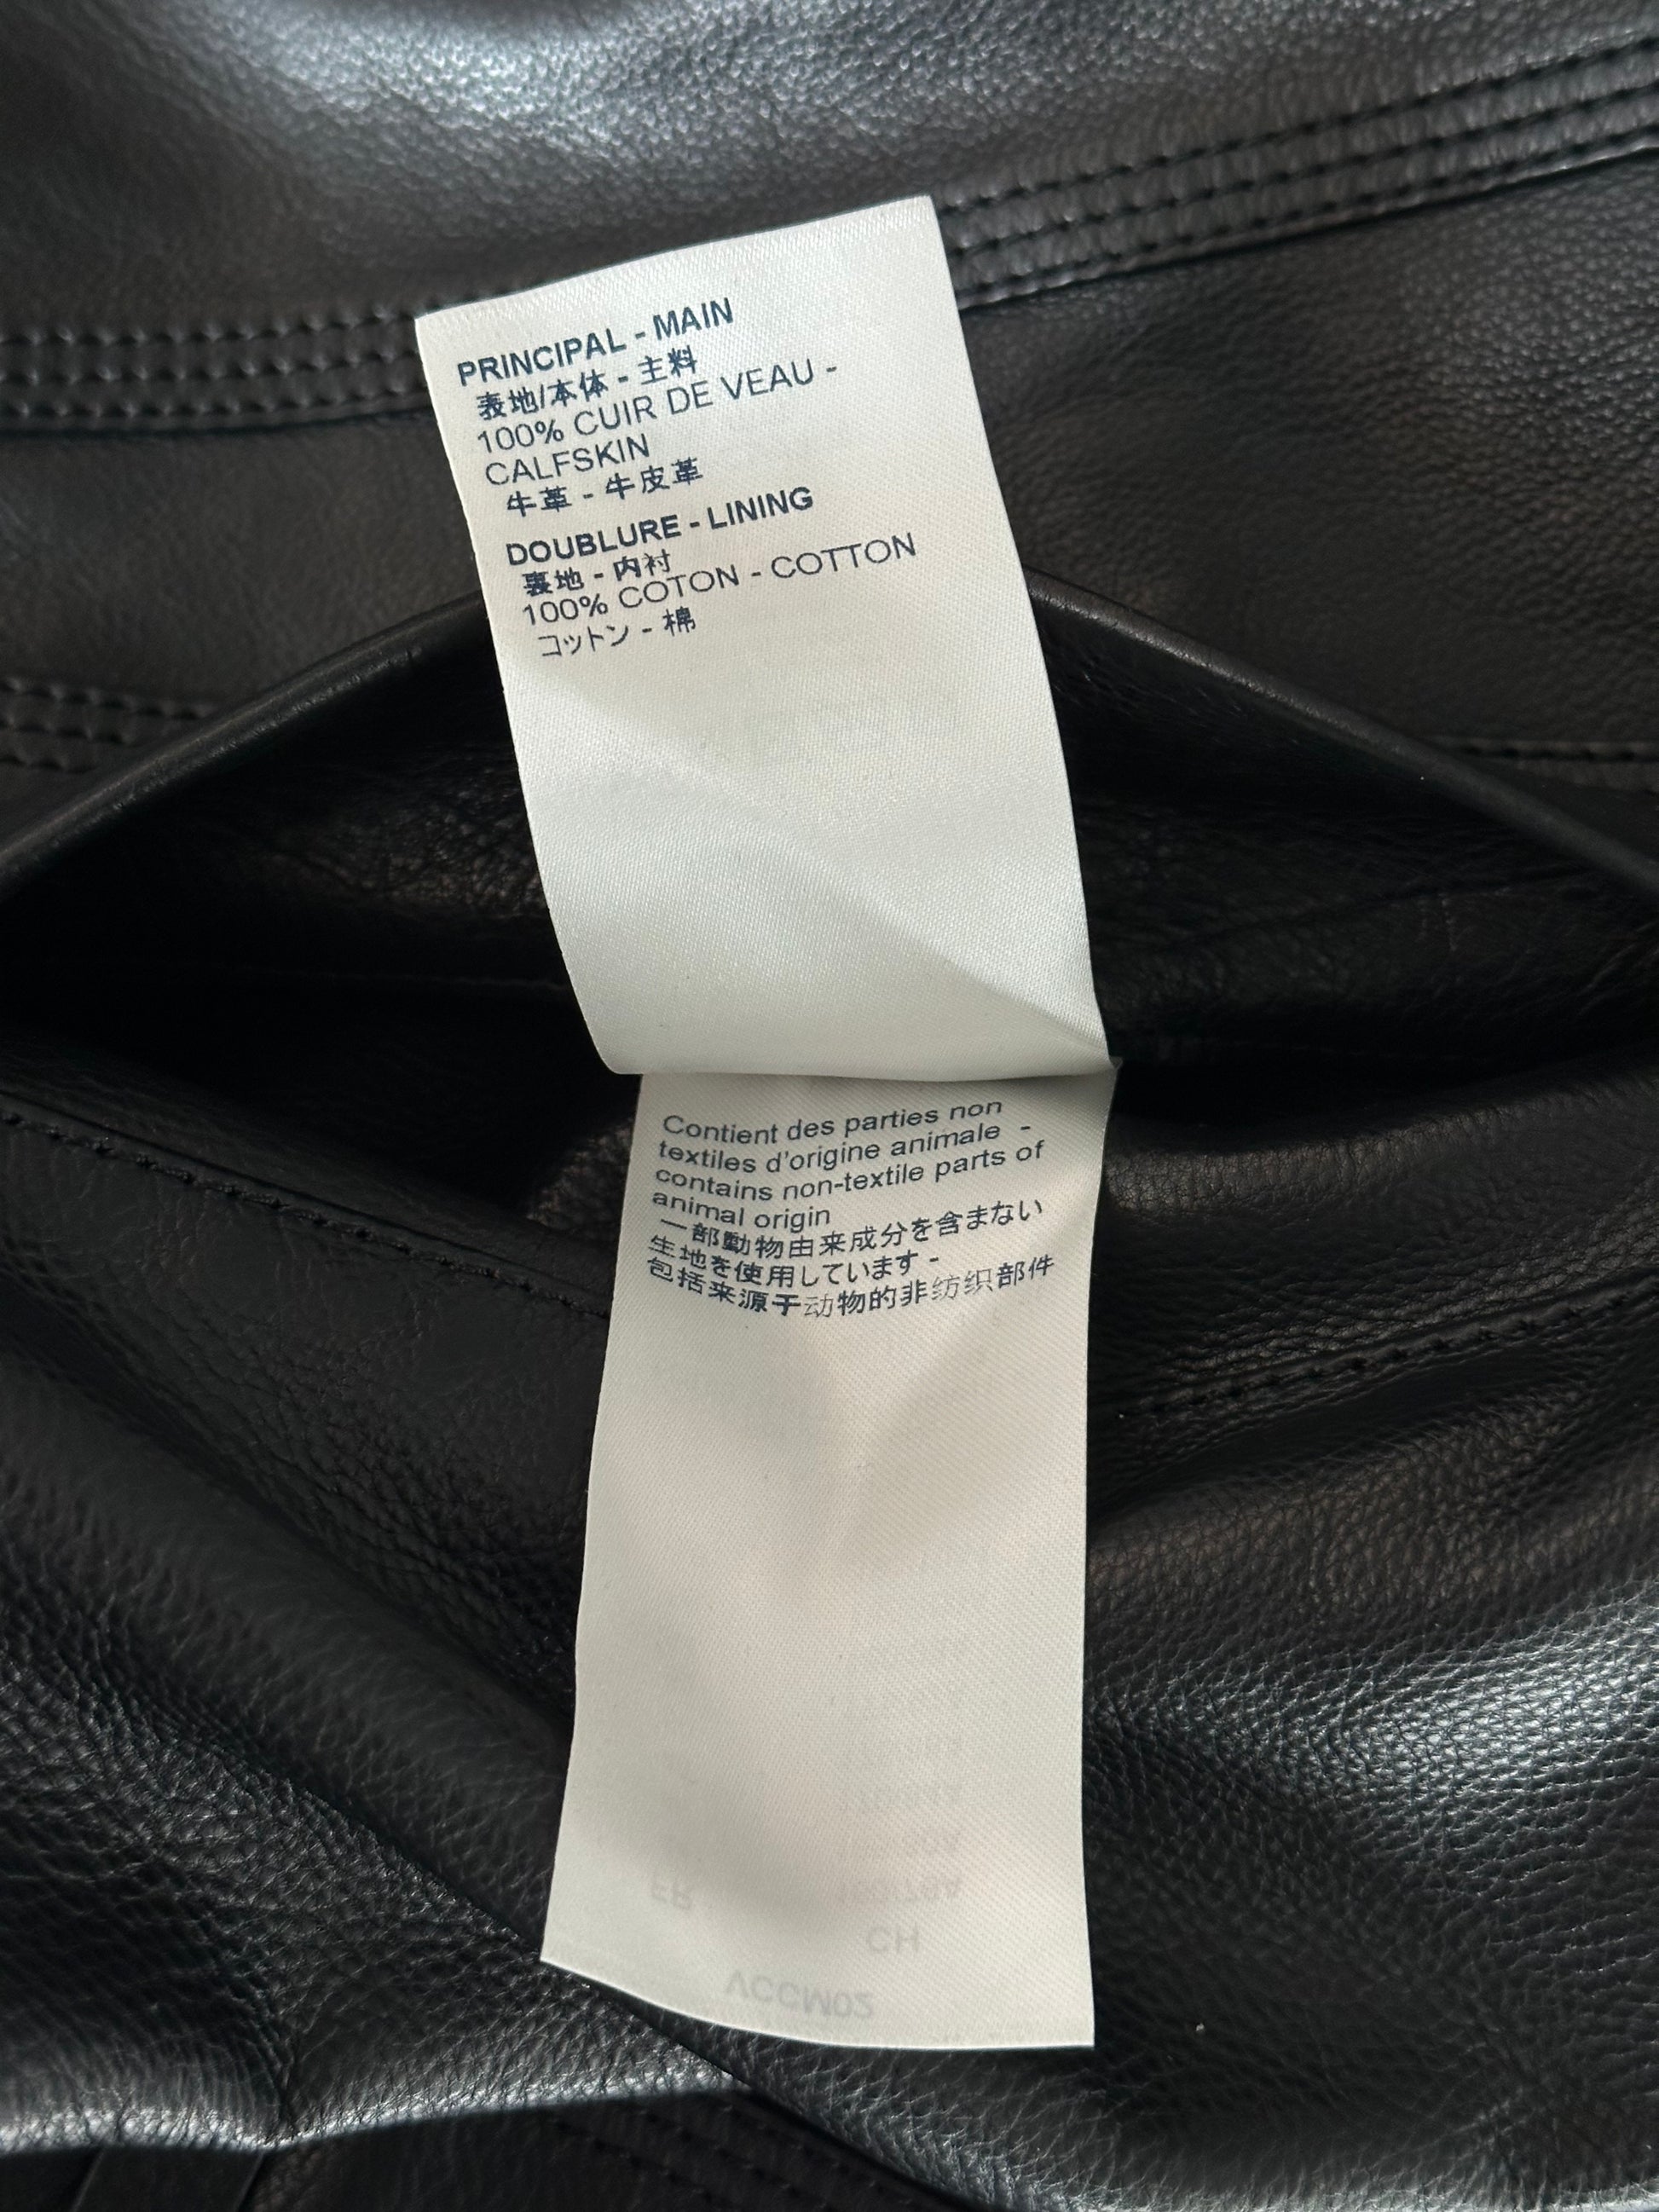 PRINCIPAL - MAIN
表地/本体 - 主料
100% CUIR DE VEAU -
CALFSKIN
牛革 - 牛皮革
DOUBLURE - LINING
裏地 - 内衬
100% COTON - COTTON
コットン - 棉
Contient des parties non
textiles d'origine animale -
contains non-textile parts of
animal origin
一部動物由来成分を含まない
生地を使用しています -
包括来源于动物的非纺织部件
FR
CH
VCCM02